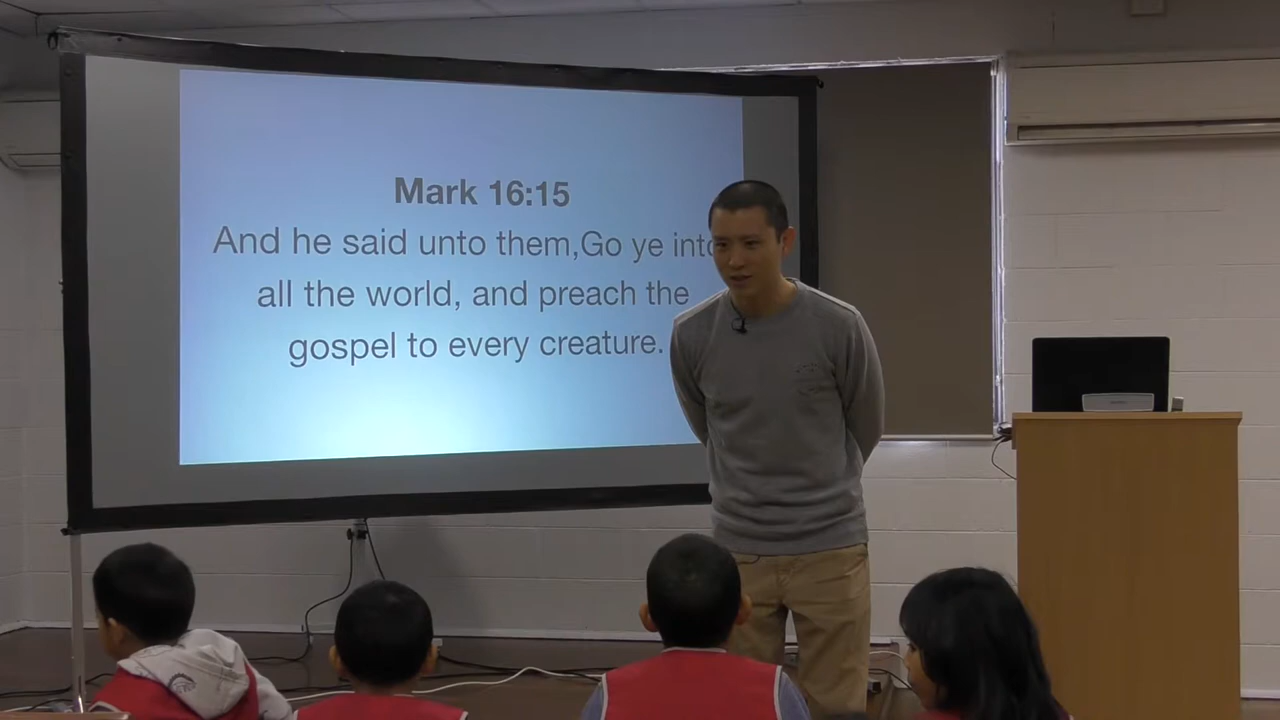 Mark 16:15
And he said unto them,Go ye into
all the world, and preach the
gospel to every creature.